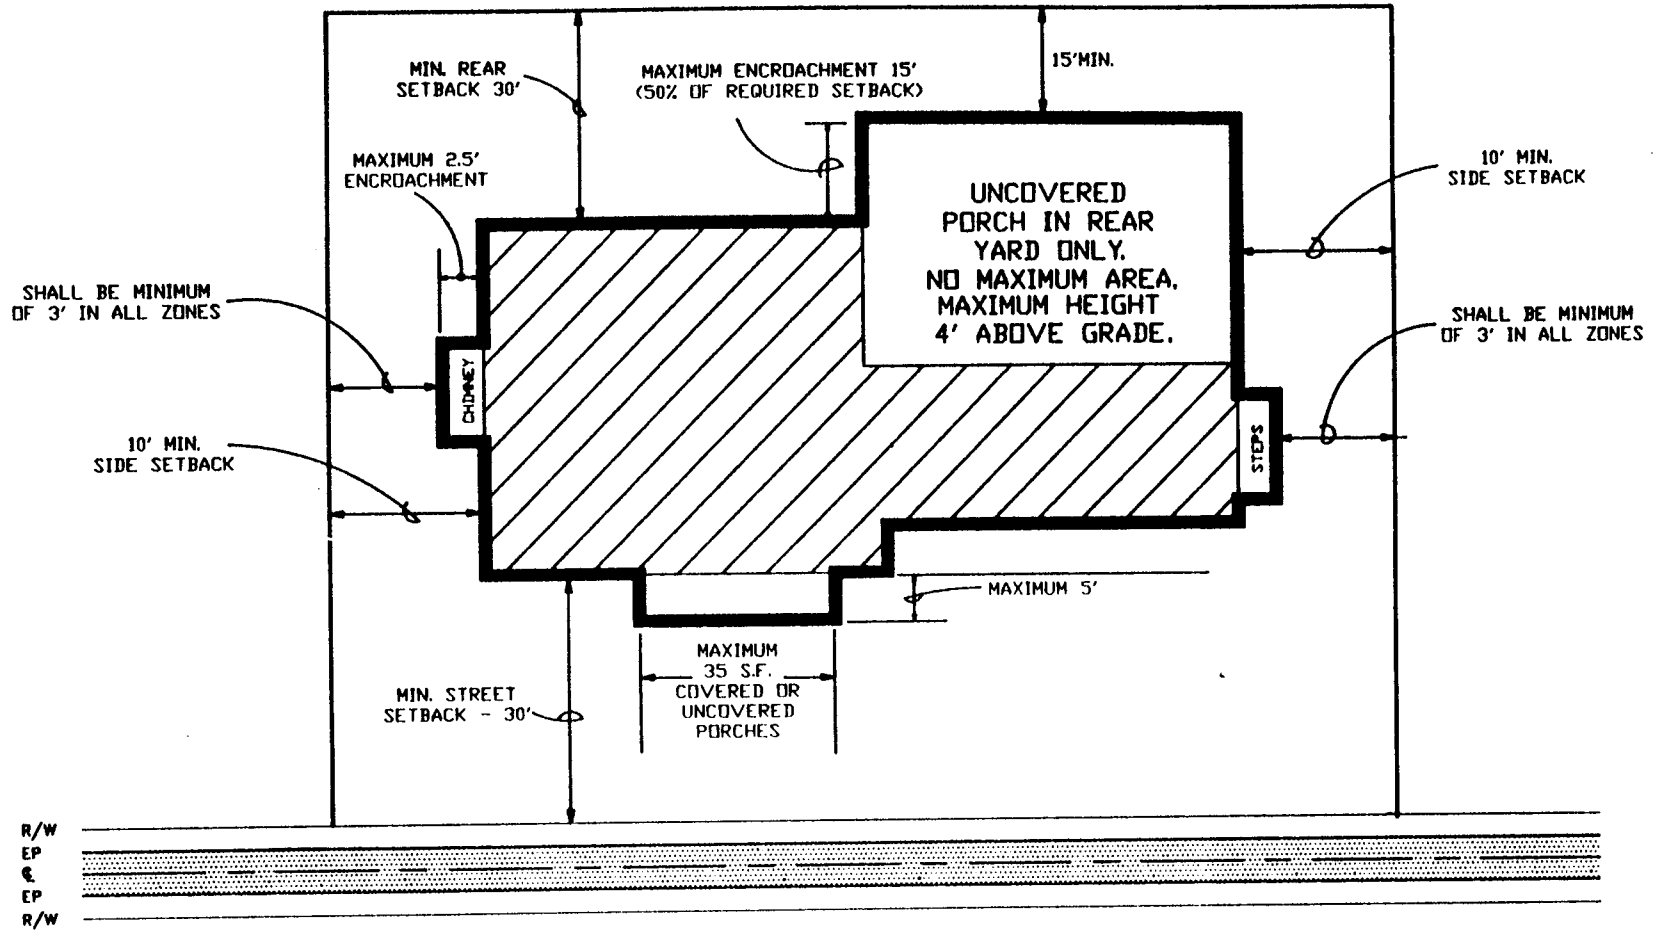 MIN. REAR
SETBACK 30'
MAXIMUM ENCROACHMENT 15'
(50% OF REQUIRED SETBACK)
15'MIN.
MAXIMUM 2.5'
ENCROACHMENT
10' MIN.
SIDE SETBACK
UNCOVERED
PORCH IN REAR
YARD ONLY.
NO MAXIMUM AREA.
MAXIMUM HEIGHT
4' ABOVE GRADE.
SHALL BE MINIMUM
OF 3' IN ALL ZONES
SHALL BE MINIMUM
OF 3' IN ALL ZONES
CHIMNEY
STEPS
10' MIN.
SIDE SETBACK
MAXIMUM 5'
MAXIMUM
35 S.F.
COVERED OR
UNCOVERED
PORCHES
MIN. STREET
SETBACK - 30'
R/W
EP
℄
EP
R/W